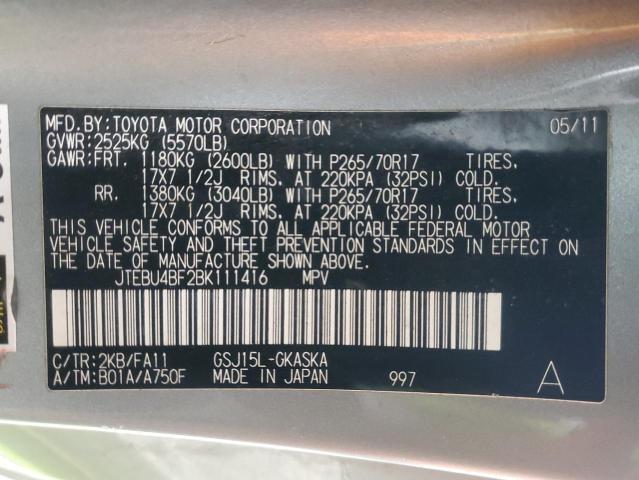 MFD.BY:TOYOTA MOTOR CORPORATION 05/11
GVWR:2525KG (5570LB)
GAWR:FRT. 1180KG (2600LB) WITH P265/70R17 TIRES.
17X7 1/2J RIMS. AT 220KPA (32PSI) COLD.
RR. 1380KG (3040LB) WITH P265/70R17 TIRES.
17X7 1/2J RIMS. AT 220KPA (32PSI) COLD.
THIS VEHICLE CONFORMS TO ALL APPLICABLE FEDERAL MOTOR
VEHICLE SAFETY AND THEFT PREVENTION STANDARDS IN EFFECT ON
THE DATE OF MANUFACTURE SHOWN ABOVE.
JTEBU4BF2BK111416 MPV
C/TR:2KB/FA11 GSJ15L-GKASKA
A/TM:B01A/A750F MADE IN JAPAN 997 A